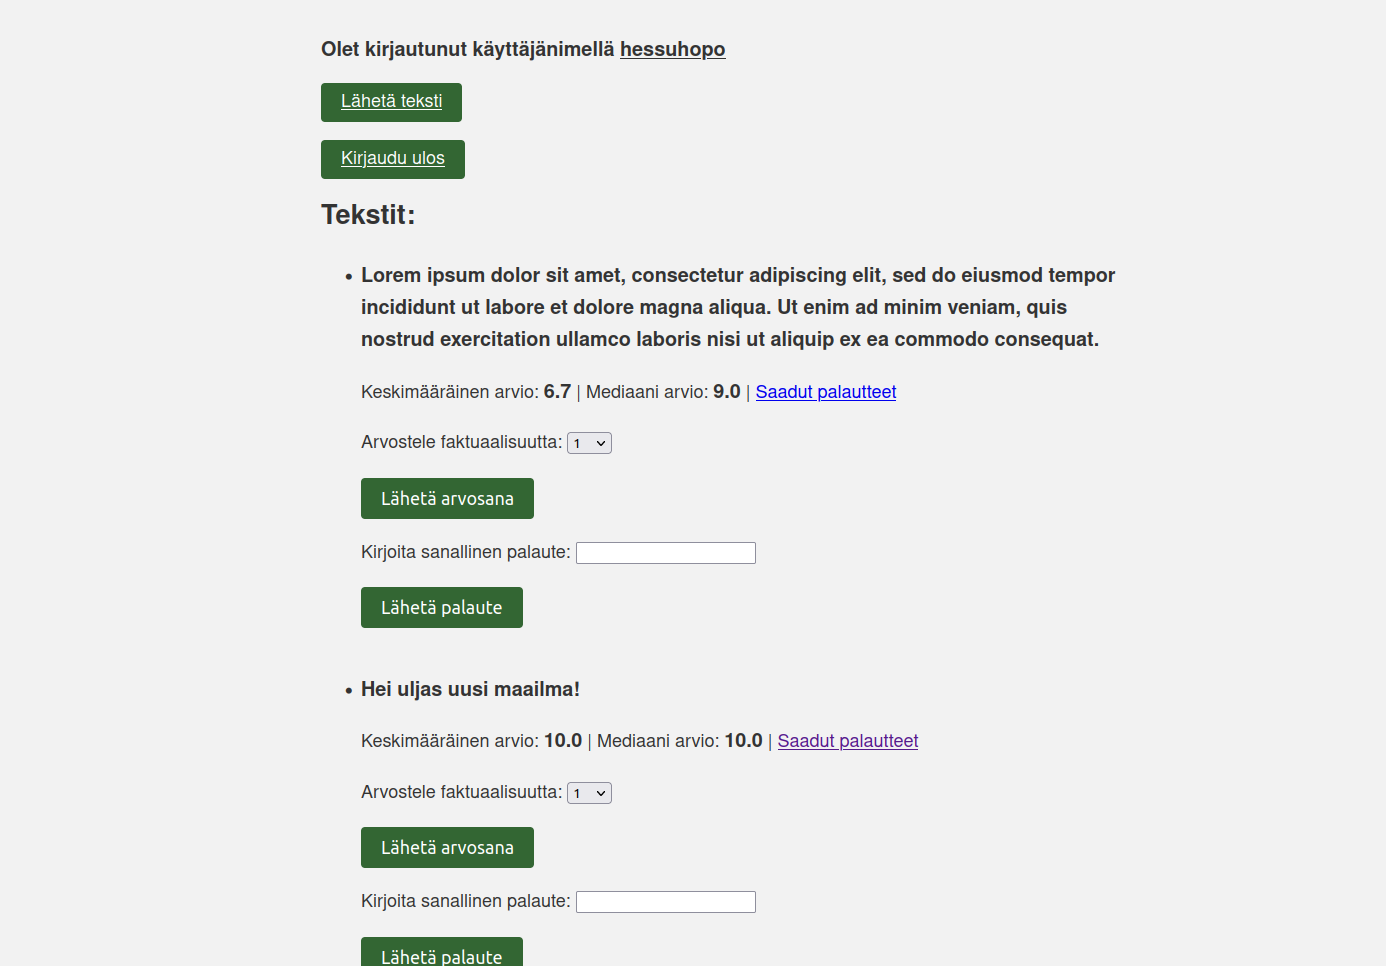 Olet kirjautunut käyttäjänimellä hessuhopo
Lähetä teksti
Kirjaudu ulos
Tekstit:
• Lorem ipsum dolor sit amet, consectetur adipiscing elit, sed do eiusmod tempor
incididunt ut labore et dolore magna aliqua. Ut enim ad minim veniam, quis
nostrud exercitation ullamco laboris nisi ut aliquip ex ea commodo consequat.
Keskimääräinen arvio: 6.7 | Mediaani arvio: 9.0 | Saadut palautteet
Arvostele faktuaalisuutta: 1
Lähetä arvosana
Kirjoita sanallinen palaute:
Lähetä palaute
• Hei uljas uusi maailma!
Keskimääräinen arvio: 10.0 | Mediaani arvio: 10.0 | Saadut palautteet
Arvostele faktuaalisuutta: 1
Lähetä arvosana
Kirjoita sanallinen palaute:
Lähetä palaute